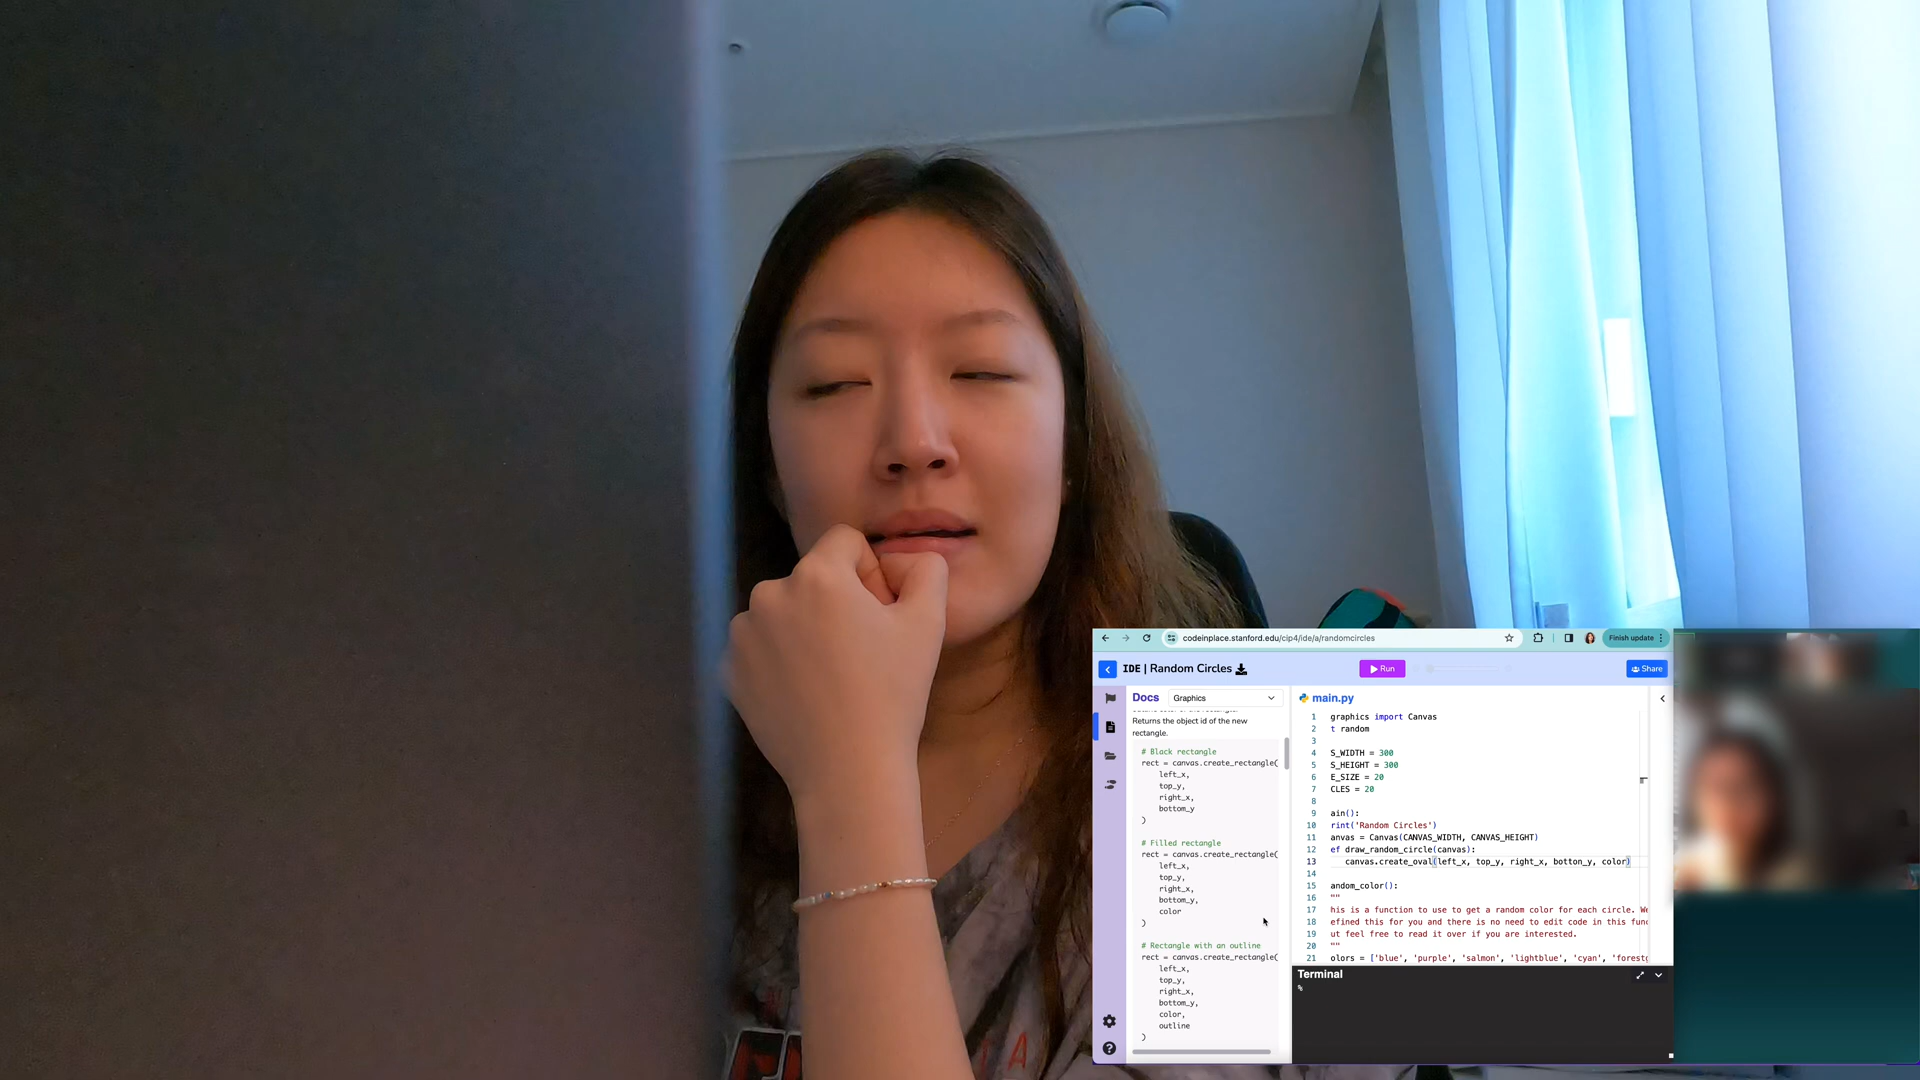 codeinplace.stanford.edu/cip4/ide/a/randomcircles
Finish update
IDE | Random Circles
Run
Share
Docs
Graphics
Returns the object id of the new
rectangle.
# Black rectangle
rect = canvas.create_rectangle(
left_x,
top_y,
right_x,
bottom_y
)
# Filled rectangle
rect = canvas.create_rectangle(
left_x,
top_y,
right_x,
bottom_y,
color
)
# Rectangle with an outline
rect = canvas.create_rectangle(
left_x,
top_y,
right_x,
bottom_y,
color,
outline
)
main.py
1 graphics import Canvas
2 t random
3
4 S_WIDTH = 300
5 S_HEIGHT = 300
6 E_SIZE = 20
7 CLES = 20
8
9 ain():
10 rint('Random Circles')
11 anvas = Canvas(CANVAS_WIDTH, CANVAS_HEIGHT)
12 ef draw_random_circle(canvas):
13 canvas.create_oval(left_x, top_y, right_x, botton_y, color)
14
15 andom_color():
16 ""
17 his is a function to use to get a random color for each circle. We
18 efined this for you and there is no need to edit code in this func
19 ut feel free to read it over if you are interested.
20 ""
21 olors = ['blue', 'purple', 'salmon', 'lightblue', 'cyan', 'forestg
Terminal
%